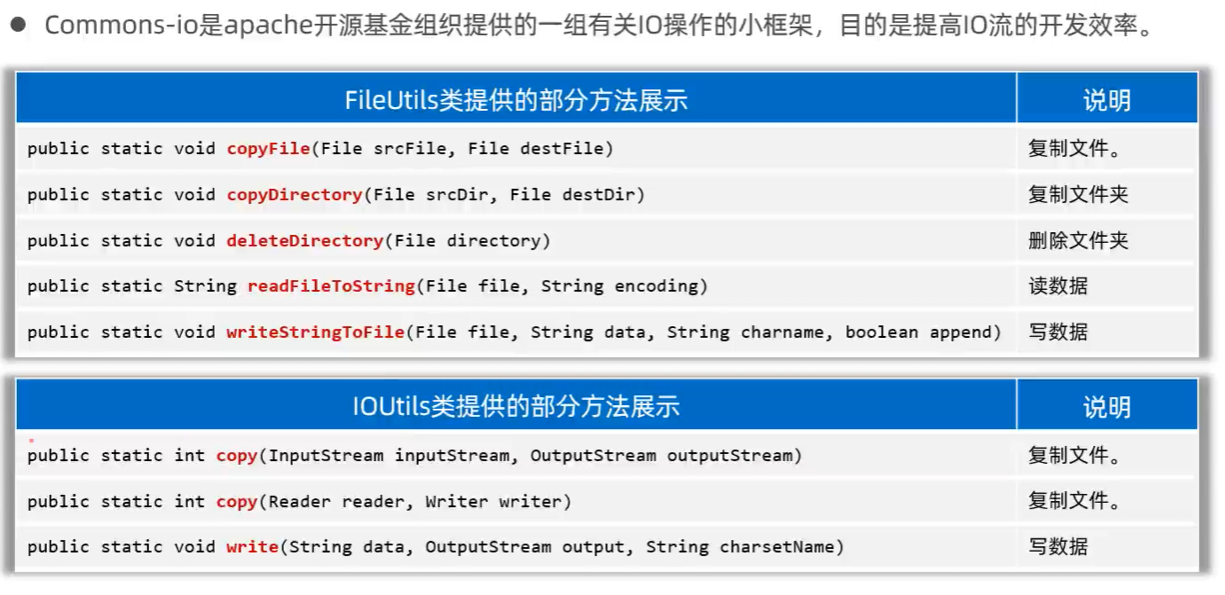 ● Commons-io是apache开源基金组织提供的一组有关IO操作的小框架，目的是提高IO流的开发效率。
FileUtils类提供的部分方法展示 说明
public static void copyFile(File srcFile, File destFile) 复制文件。
public static void copyDirectory(File srcDir, File destDir) 复制文件夹
public static void deleteDirectory(File directory) 删除文件夹
public static String readFileToString(File file, String encoding) 读数据
public static void writeStringToFile(File file, String data, String charname, boolean append) 写数据
IOUtils类提供的部分方法展示 说明
public static int copy(InputStream inputStream, OutputStream outputStream) 复制文件。
public static int copy(Reader reader, Writer writer) 复制文件。
public static void write(String data, OutputStream output, String charsetName) 写数据